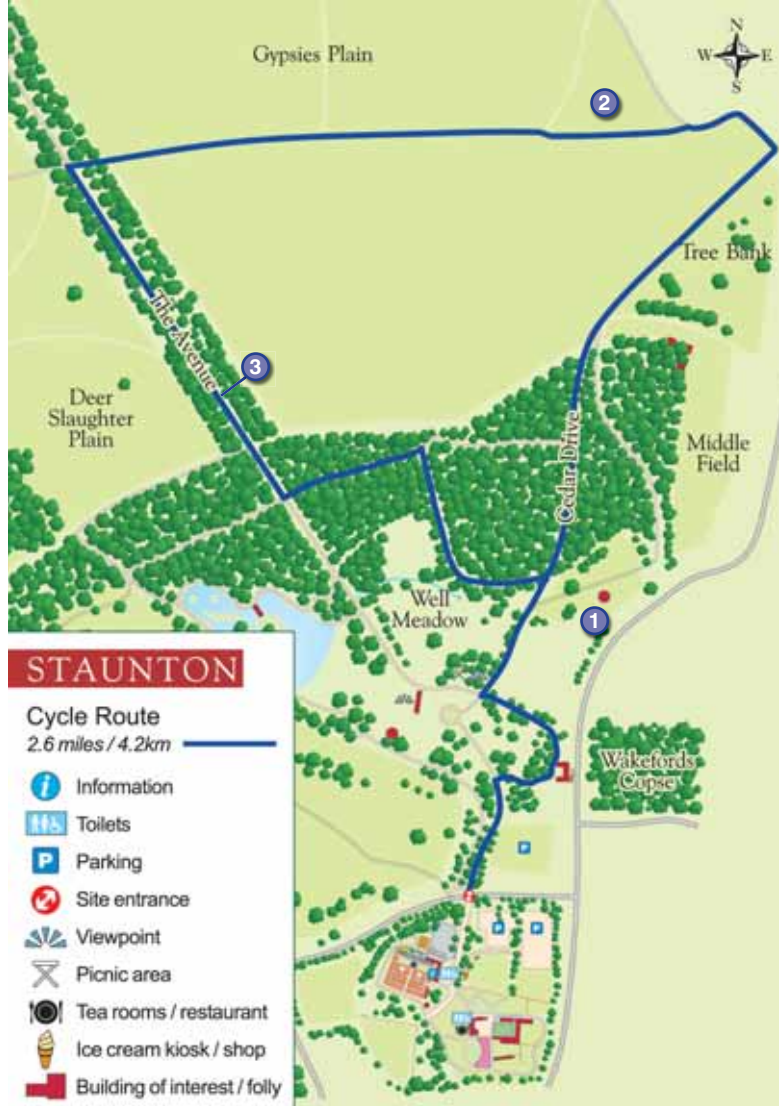 Gypsies Plain
N
W
E
S
2
Tree Bank
The Avenue
3
Deer
Slaughter
Plain
Middle
Field
Cedar Drive
Well
Meadow
1
STAUNTON
Cycle Route
2.6 miles / 4.2km
Wakefords
Copse
i
Information
Toilets
P
Parking
P
Site entrance
P
P
Viewpoint
Picnic area
Tea rooms / restaurant
Ice cream kiosk / shop
Building of interest / folly